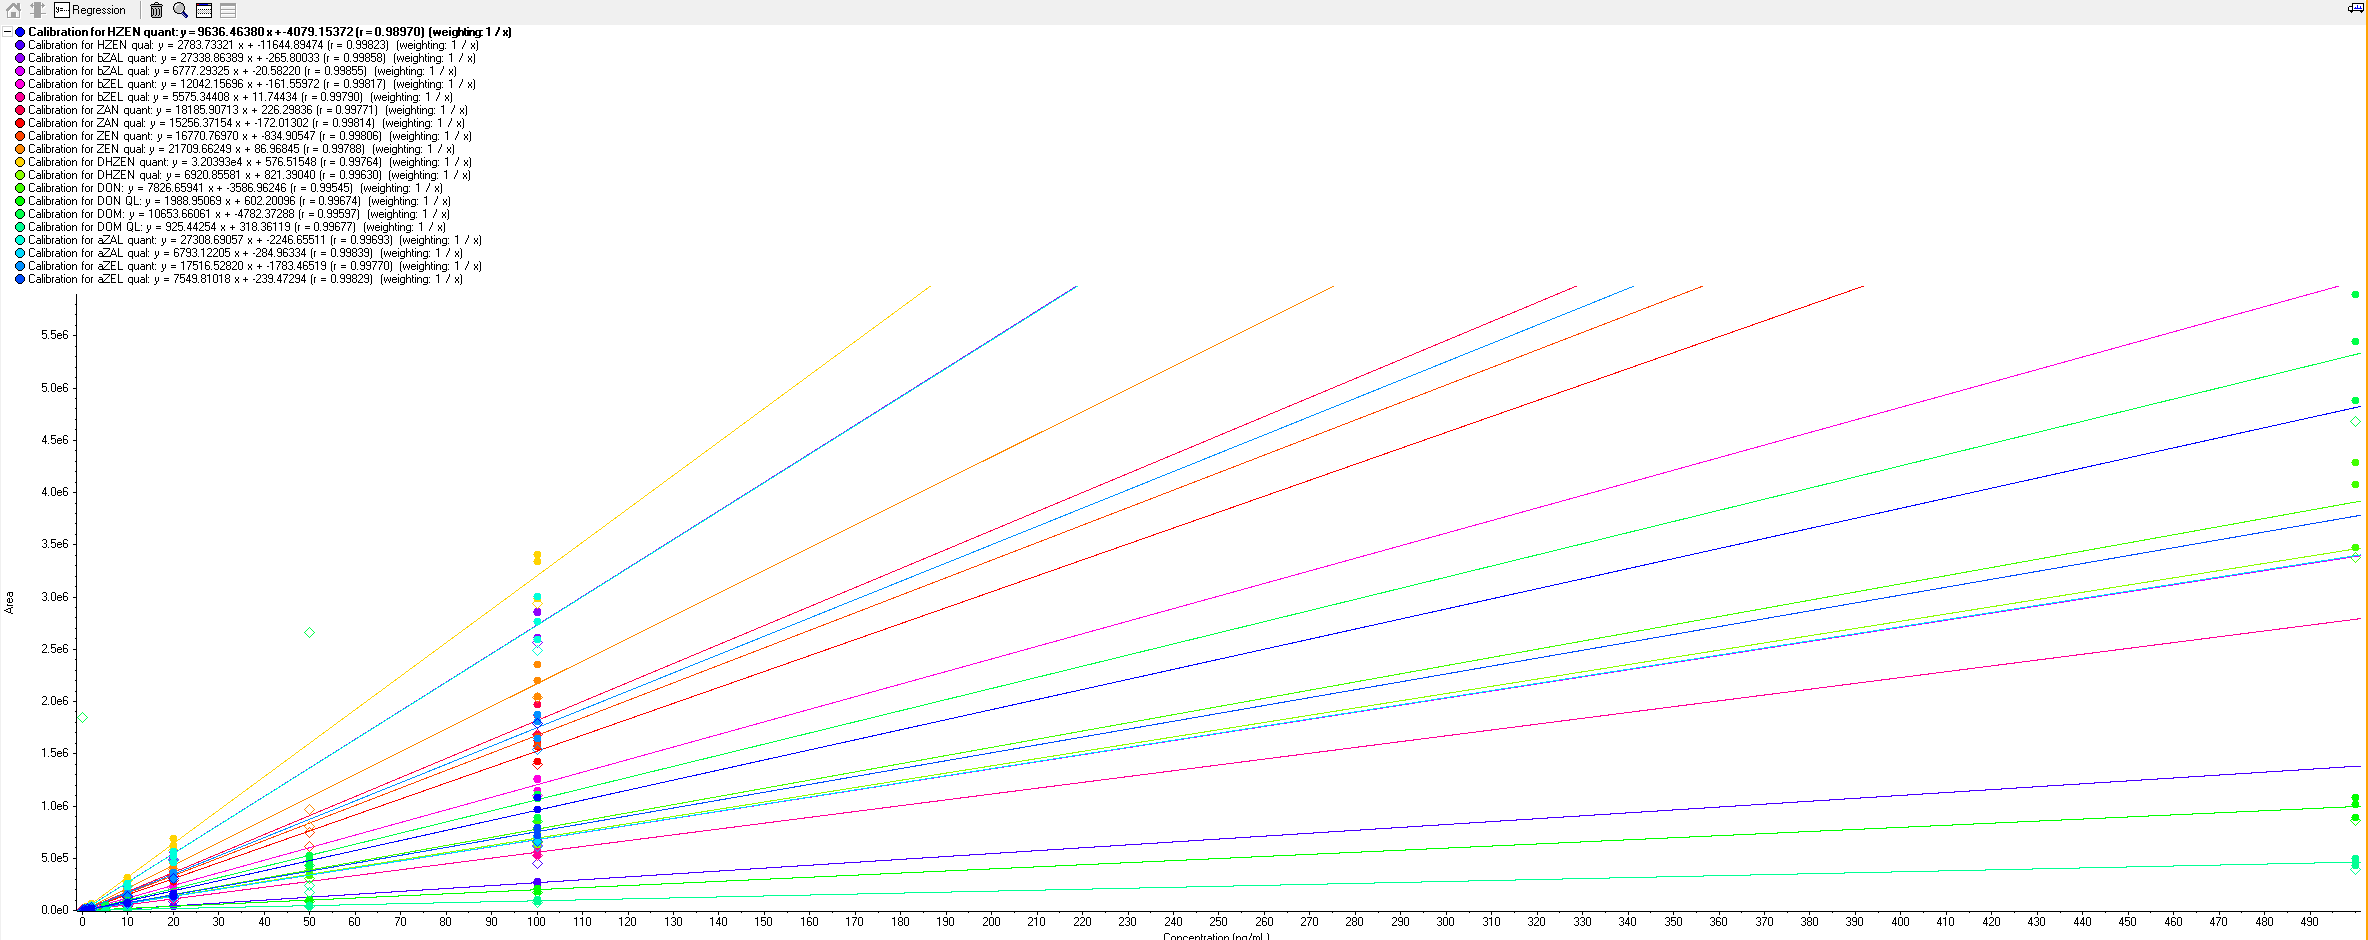 Regression
Calibration for HZEN quant: y = 9636.46380 x + -4079.15372 (r = 0.98970) (weighting: 1 / x)
Calibration for HZEN qual: y = 2783.73321 x + -11644.89474 (r = 0.99823) (weighting: 1 / x)
Calibration for bZAL quant: y = 27338.86389 x + -265.80033 (r = 0.99858) (weighting: 1 / x)
Calibration for bZAL qual: y = 6777.29325 x + -20.58220 (r = 0.99855) (weighting: 1 / x)
Calibration for bZEL quant: y = 12042.15696 x + -161.55972 (r = 0.99817) (weighting: 1 / x)
Calibration for bZEL qual: y = 5575.34408 x + 11.74434 (r = 0.99790) (weighting: 1 / x)
Calibration for ZAN quant: y = 18185.90713 x + 226.29836 (r = 0.99771) (weighting: 1 / x)
Calibration for ZAN qual: y = 15256.37154 x + -172.01302 (r = 0.99814) (weighting: 1 / x)
Calibration for ZEN quant: y = 16770.76970 x + -834.90547 (r = 0.99806) (weighting: 1 / x)
Calibration for ZEN qual: y = 21709.66249 x + 86.96845 (r = 0.99788) (weighting: 1 / x)
Calibration for DHZEN quant: y = 3.20393e4 x + 576.51548 (r = 0.99764) (weighting: 1 / x)
Calibration for DHZEN qual: y = 6920.85581 x + 821.39040 (r = 0.99630) (weighting: 1 / x)
Calibration for DON: y = 7826.65941 x + -3586.96246 (r = 0.99545) (weighting: 1 / x)
Calibration for DON QL: y = 1988.95069 x + 602.20096 (r = 0.99674) (weighting: 1 / x)
Calibration for DOM: y = 10653.66061 x + -4782.37288 (r = 0.99597) (weighting: 1 / x)
Calibration for DOM QL: y = 925.44254 x + 318.36119 (r = 0.99677) (weighting: 1 / x)
Calibration for aZAL quant: y = 27308.69057 x + -2246.65511 (r = 0.99693) (weighting: 1 / x)
Calibration for aZAL qual: y = 6793.12205 x + -284.96334 (r = 0.99839) (weighting: 1 / x)
Calibration for aZEL quant: y = 17516.52820 x + -1783.46519 (r = 0.99770) (weighting: 1 / x)
Calibration for aZEL qual: y = 7549.81018 x + -239.47294 (r = 0.99829) (weighting: 1 / x)
5.5e6
5.0e6
4.5e6
4.0e6
3.5e6
3.0e6
Area
2.5e6
2.0e6
1.5e6
1.0e6
5.0e5
0.0e0
0 10 20 30 40 50 60 70 80 90 100 110 120 130 140 150 160 170 180 190 200 210 220 230 240 250 260 270 280 290 300 310 320 330 340 350 360 370 380 390 400 410 420 430 440 450 460 470 480 490
Concentration (ng/mL)